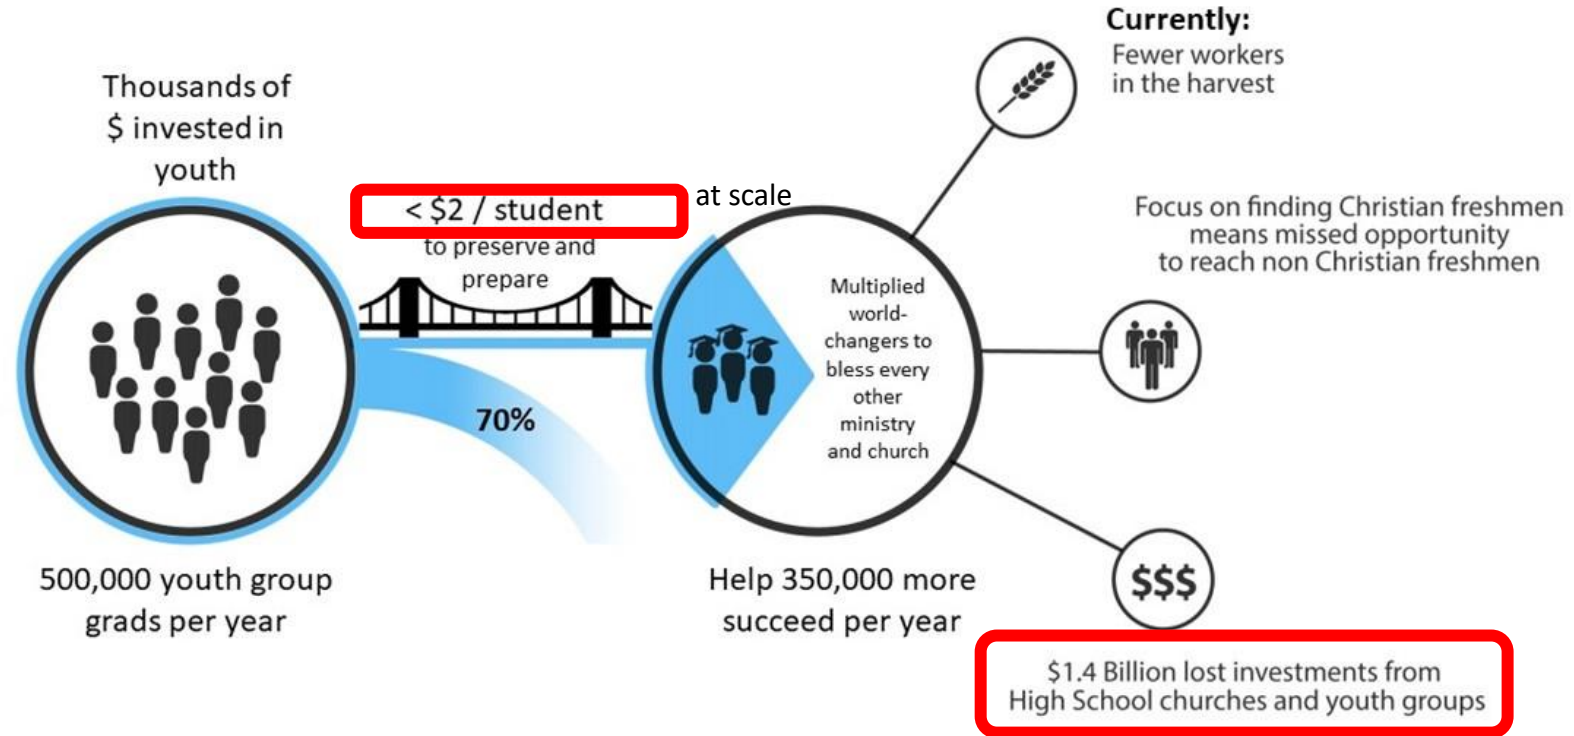 Thousands of
$ invested in
youth
< $2 / student
at scale
to preserve and
prepare
70%
500,000 youth group
grads per year
Multiplied
world-
changers to
bless every
other
ministry
and church
Help 350,000 more
succeed per year
Currently:
Fewer workers
in the harvest
Focus on finding Christian freshmen
means missed opportunity
to reach non Christian freshmen
$$$
$1.4 Billion lost investments from
High School churches and youth groups